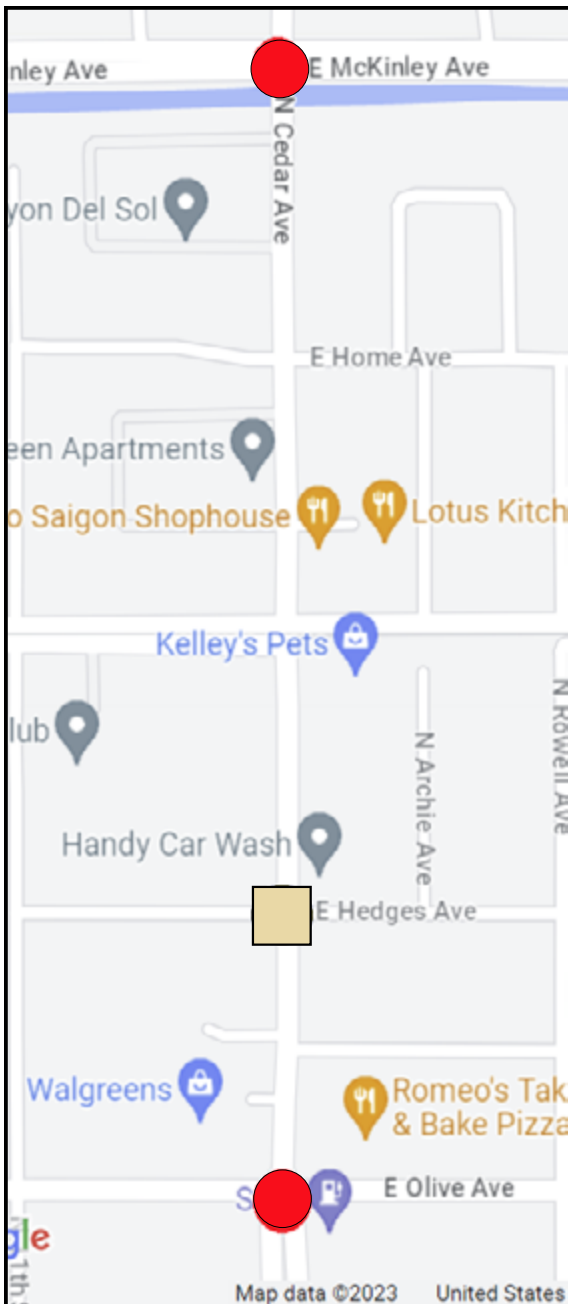 nley Ave
E McKinley Ave
N Cedar Ave
yon Del Sol
E Home Ave
een Apartments
o Saigon Shophouse
Lotus Kitch
Kelley's Pets
N Rowell Ave
lub
N Archie Ave
Handy Car Wash
E Hedges Ave
Walgreens
Romeo's Tak
& Bake Pizza
E Olive Ave
S
gle
Map data ©2023 United States